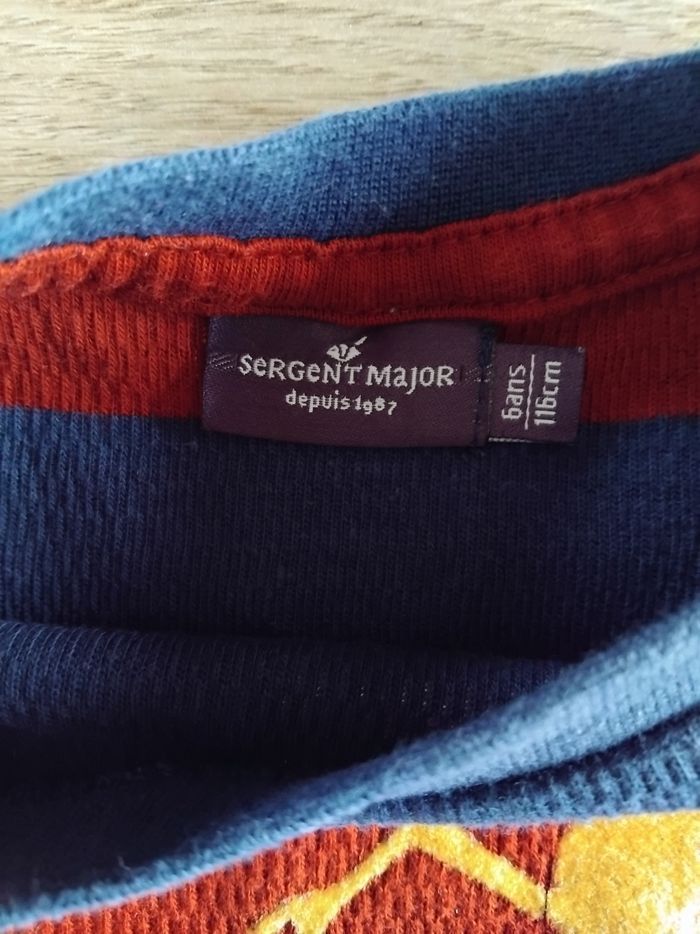 SeRGeNT MaJOR
depuis 1987
6ans
116cm